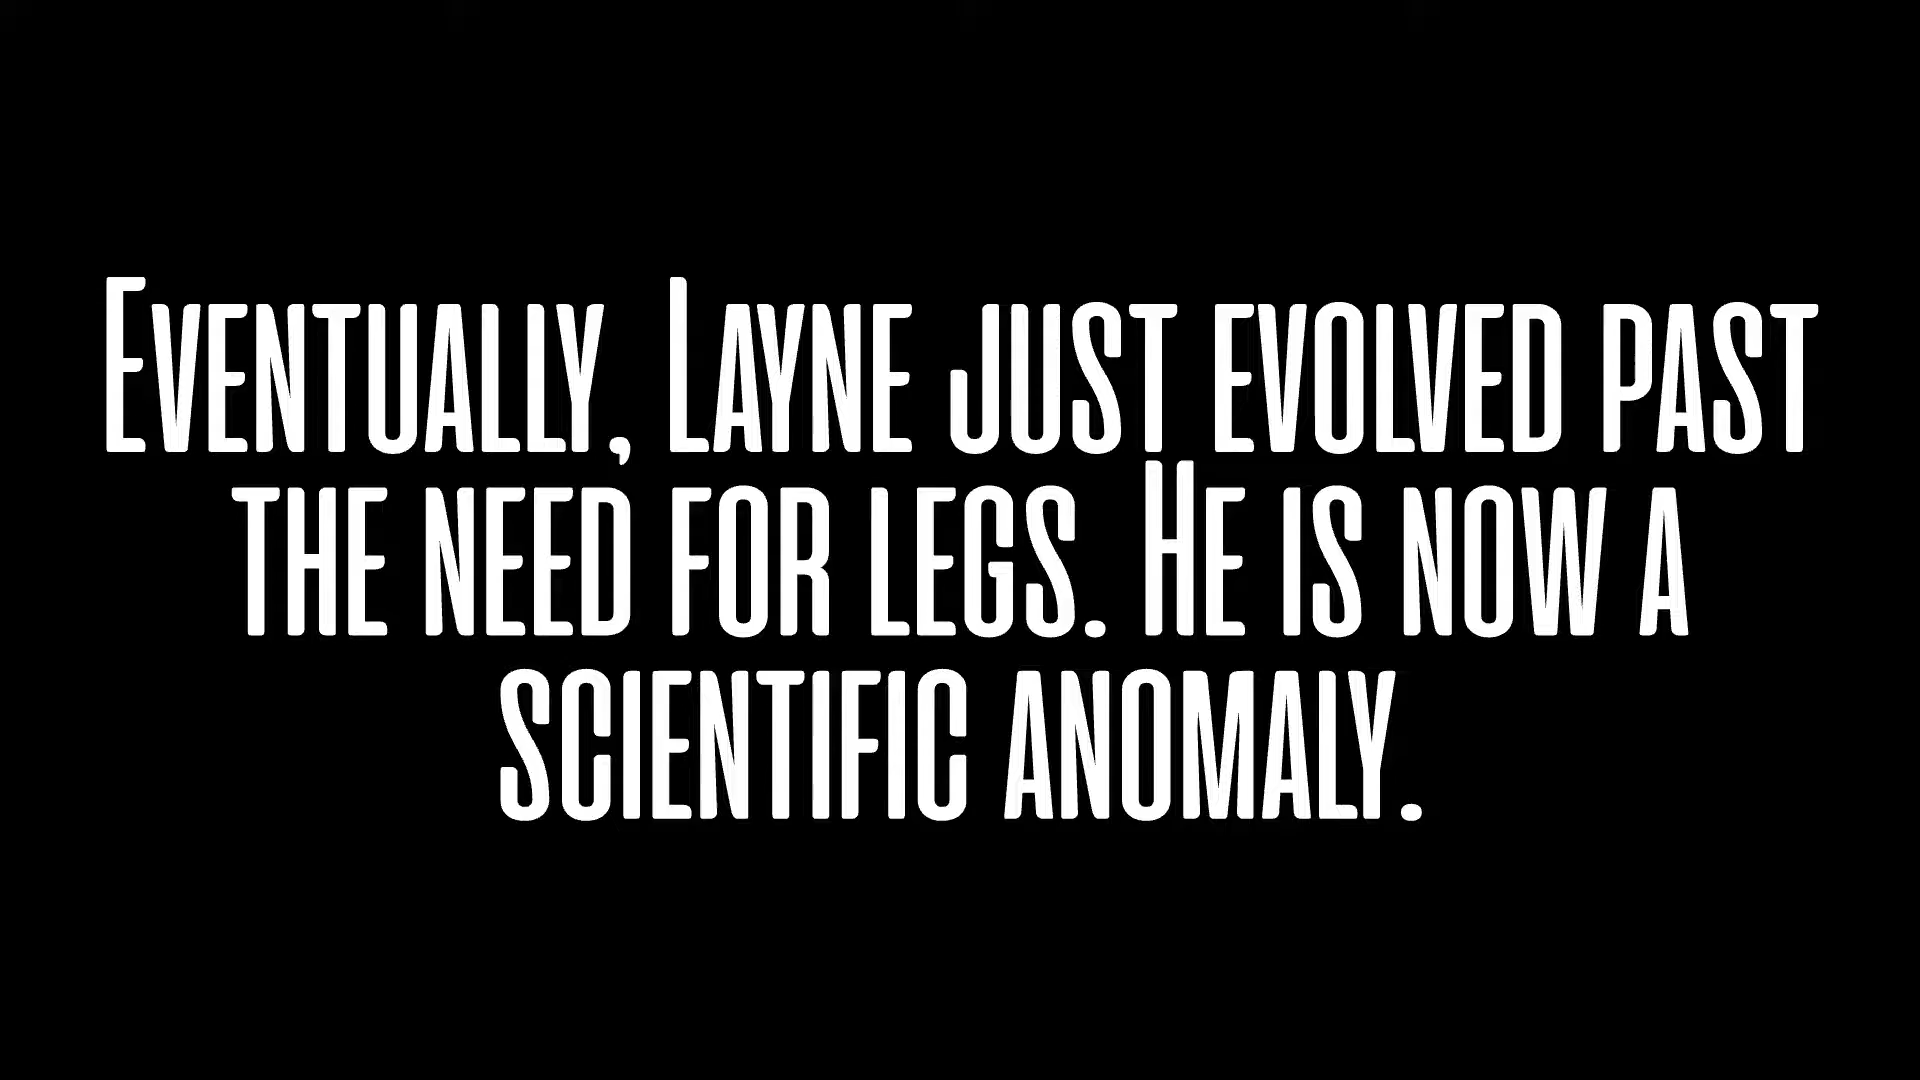 Eventually, Layne just evolved past
the need for legs. He is now a
scientific anomaly.